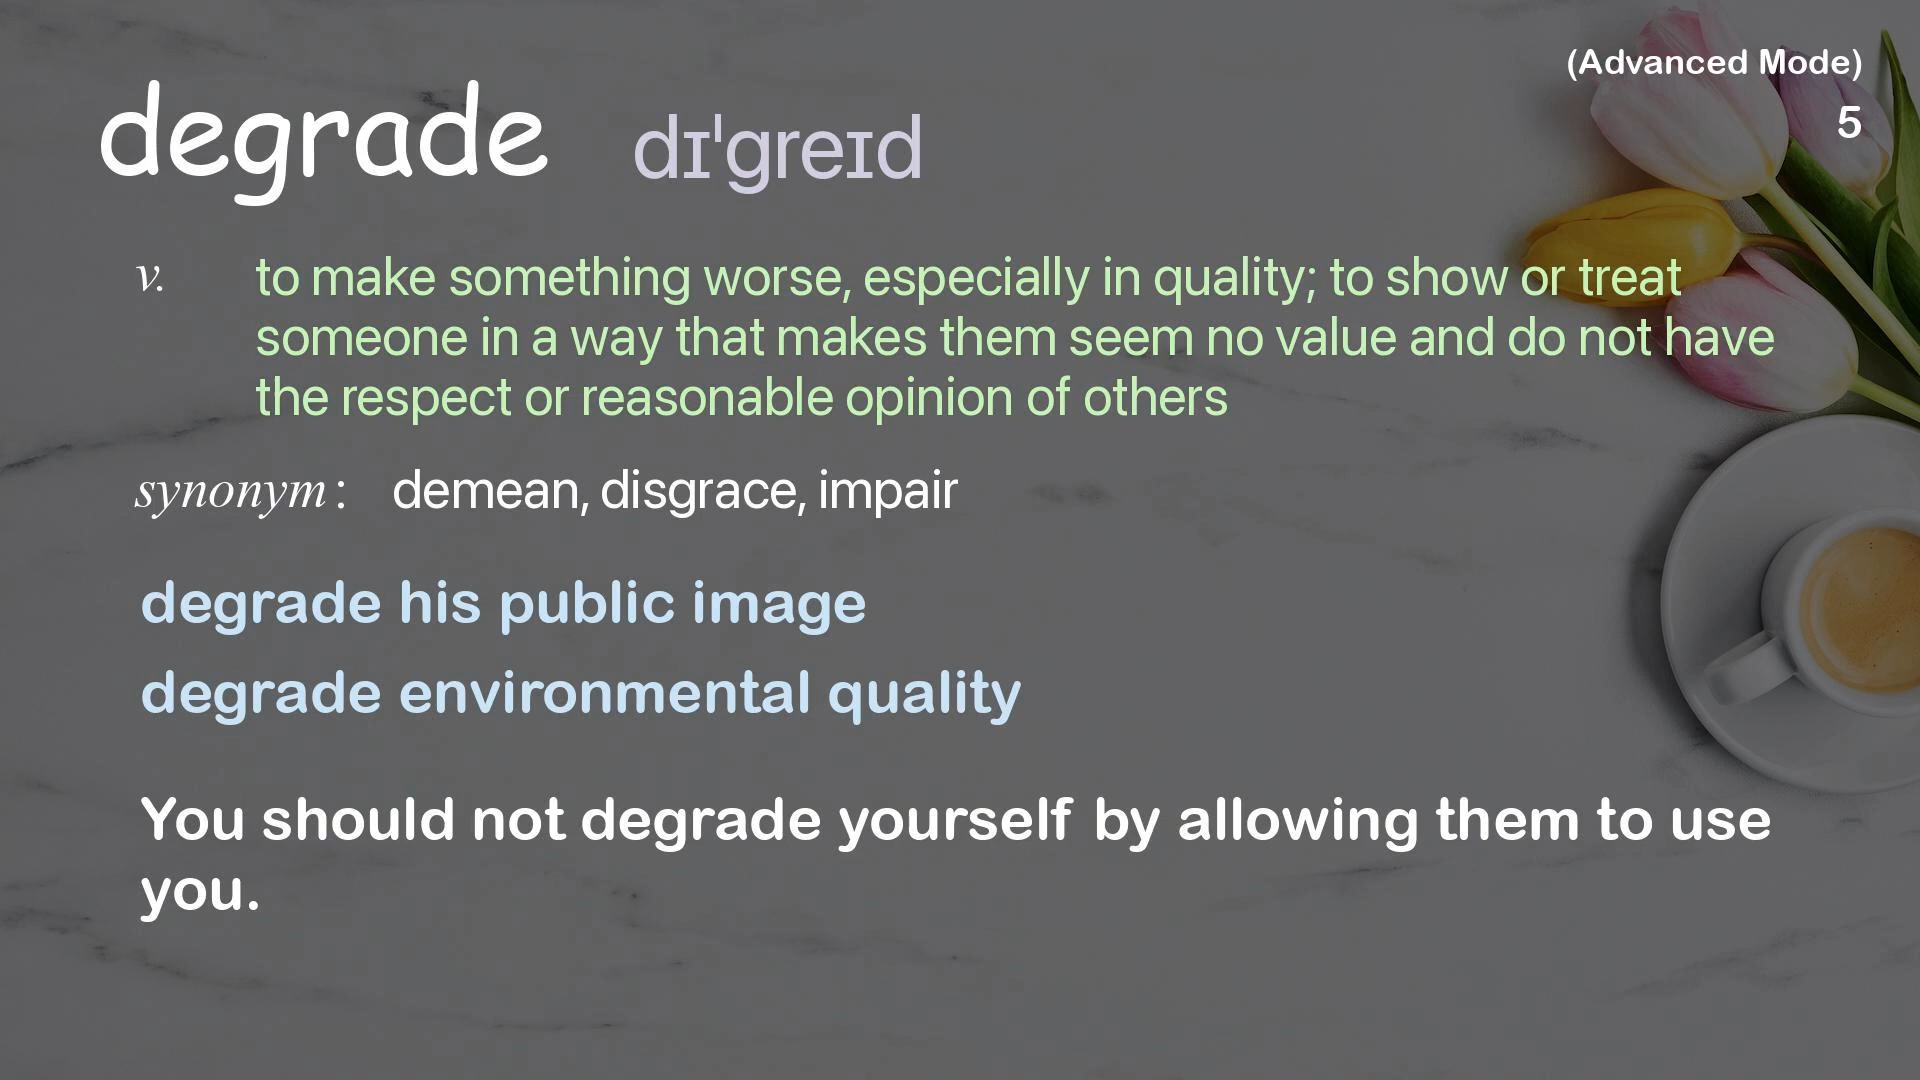 (Advanced Mode)
degrade dɪˈɡreɪd
5
v. to make something worse, especially in quality; to show or treat
someone in a way that makes them seem no value and do not have
the respect or reasonable opinion of others
synonym : demean, disgrace, impair
degrade his public image
degrade environmental quality
You should not degrade yourself by allowing them to use
you.